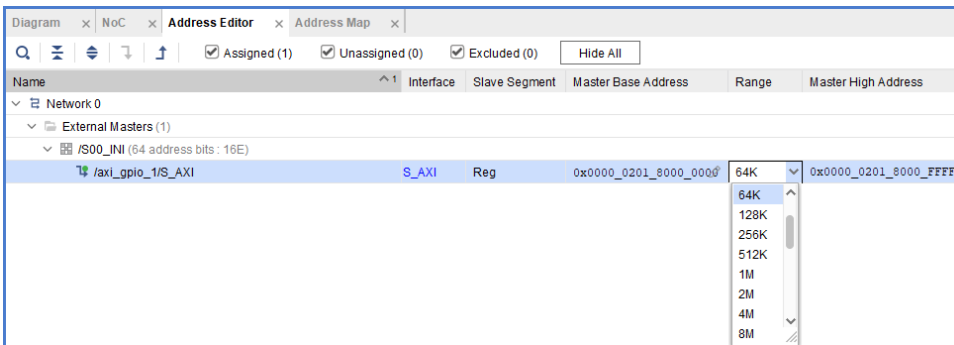 Diagram × NoC × Address Editor × Address Map ×
Assigned (1) Unassigned (0) Excluded (0) Hide All
Name ^1 Interface Slave Segment Master Base Address Range Master High Address
Network 0
External Masters (1)
/S00_INI (64 address bits : 16E)
/axi_gpio_1/S_AXI S_AXI Reg 0x0000_0201_8000_0000 64K 0x0000_0201_8000_FFFF
64K
128K
256K
512K
1M
2M
4M
8M